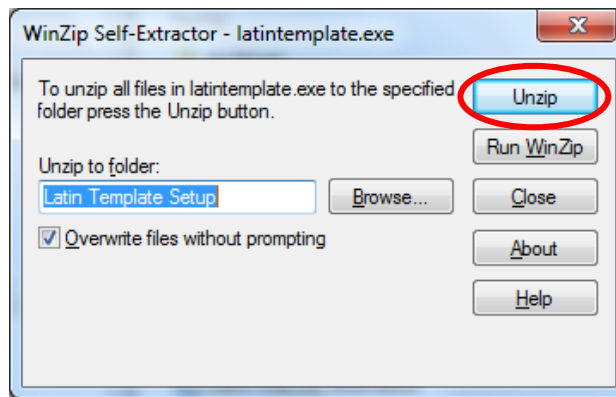 WinZip Self-Extractor - latintemplate.exe
To unzip all files in latintemplate.exe to the specified
folder press the Unzip button.
Unzip to folder:
Latin Template Setup
Browse...
Overwrite files without prompting
Unzip
Run WinZip
Close
About
Help